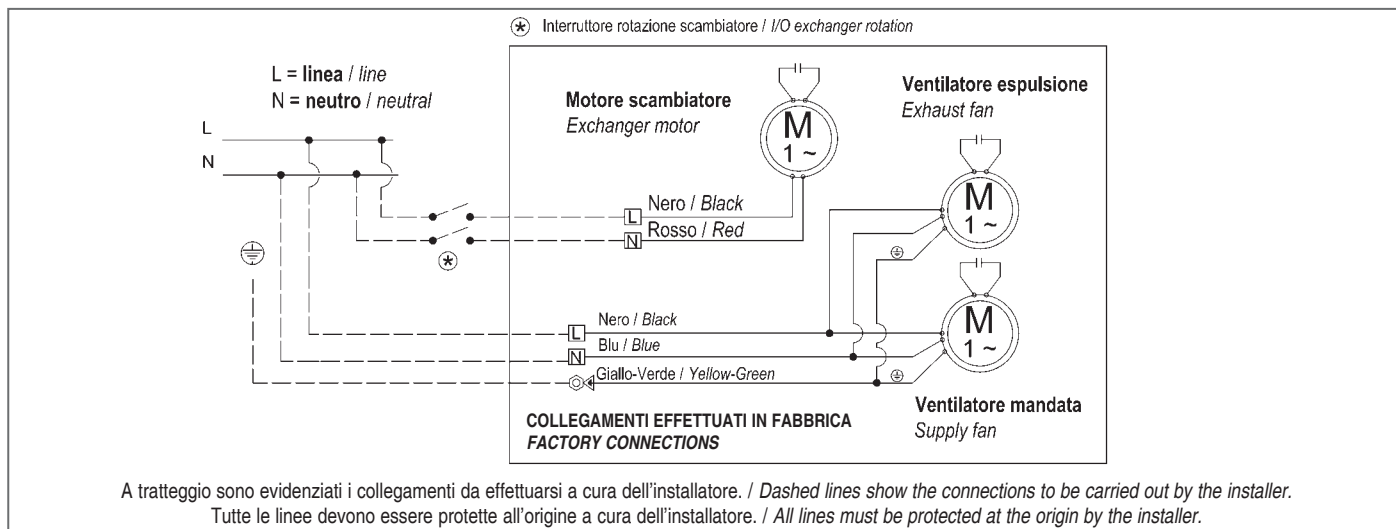 * Interruttore rotazione scambiatore / I/O exchanger rotation
L = linea / line
N = neutro / neutral
L
N
Motore scambiatore
Exchanger motor
M
1 ~
Ventilatore espulsione
Exhaust fan
M
1 ~
L Nero / Black
N Rosso / Red
*
L Nero / Black
N Blu / Blue
Giallo-Verde / Yellow-Green
M
1 ~
Ventilatore mandata
Supply fan
COLLEGAMENTI EFFETTUATI IN FABBRICA
FACTORY CONNECTIONS
A tratteggio sono evidenziati i collegamenti da effettuarsi a cura dell'installatore. / Dashed lines show the connections to be carried out by the installer.
Tutte le linee devono essere protette all'origine a cura dell'installatore. / All lines must be protected at the origin by the installer.